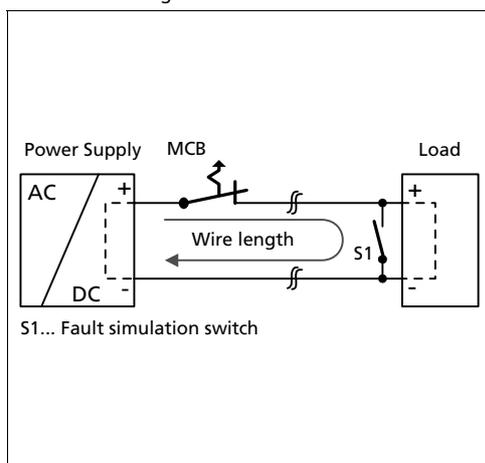 Power Supply MCB Load
AC + +
Wire length
S1
DC - -
S1... Fault simulation switch